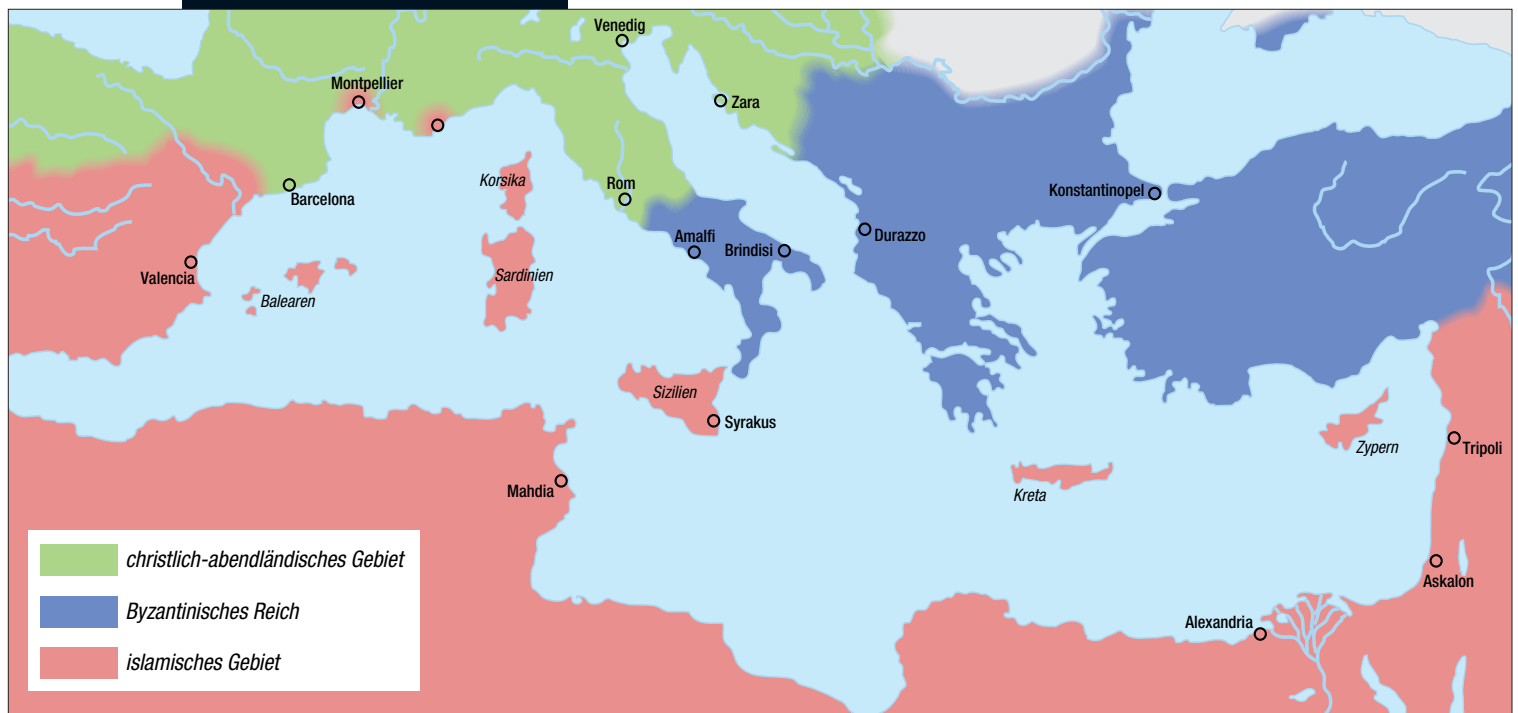 Venedig
Montpellier
Zara
Korsika
Rom
Konstantinopel
Barcelona
Amalfi
Brindisi
Durazzo
Valencia
Balearen
Sardinien
Sizilien
Syrakus
Zypern
Tripoli
Mahdia
Kreta
christlich-abendländisches Gebiet
Askalon
Byzantinisches Reich
Alexandria
islamisches Gebiet